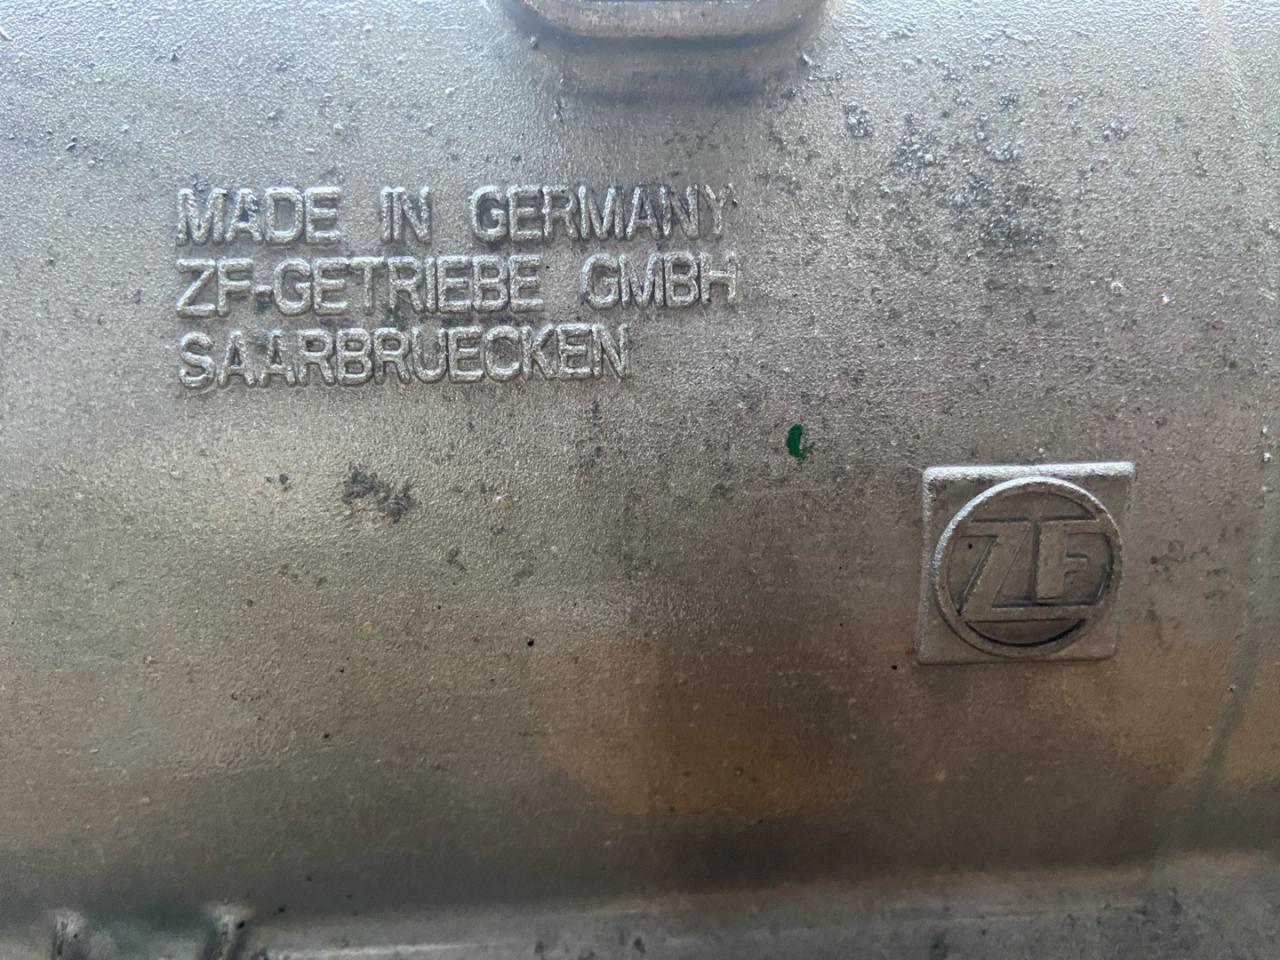 MADE IN GERMANY
ZF-GETRIEBE GMBH
SAARBRUECKEN
ZF